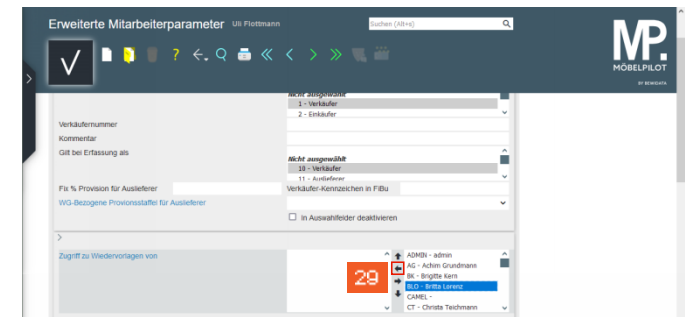 Erweiterte Mitarbeiterparameter Uli Flottmann
Suchen (Alt+s)
MP.
MÖBELPILOT
BY BEWIDATA
Nicht ausgewählt
1 - Verkäufer
2 - Einkäufer
Verkäufernummer
Kommentar
Gilt bei Erfassung als
Nicht ausgewählt
10 - Verkäufer
11 - Auslieferer
Fix % Provision für Auslieferer
Verkäufer-Kennzeichen in FiBu
WG-Bezogene Provionsstaffel für Auslieferer
In Auswahlfelder deaktivieren
Zugriff zu Wiedervorlagen von
ADMIN - admin
AG - Achim Grundmann
BK - Brigitte Kern
BLO - Britta Lorenz
CAMEL -
CT - Christa Teichmann
29